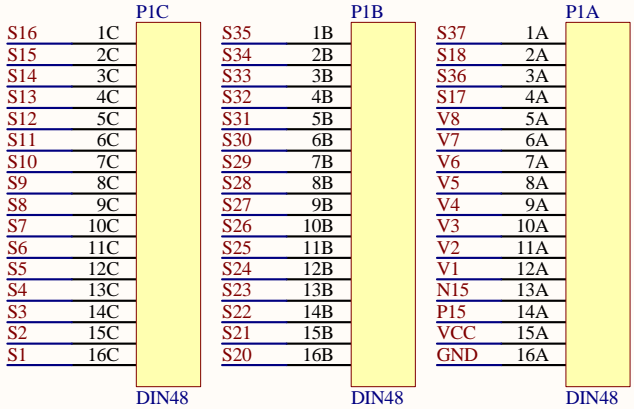 P1C P1B P1A
S16 1C S35 1B S37 1A
S15 2C S34 2B S18 2A
S14 3C S33 3B S36 3A
S13 4C S32 4B S17 4A
S12 5C S31 5B V8 5A
S11 6C S30 6B V7 6A
S10 7C S29 7B V6 7A
S9 8C S28 8B V5 8A
S8 9C S27 9B V4 9A
S7 10C S26 10B V3 10A
S6 11C S25 11B V2 11A
S5 12C S24 12B V1 12A
S4 13C S23 13B N15 13A
S3 14C S22 14B P15 14A
S2 15C S21 15B VCC 15A
S1 16C S20 16B GND 16A
DIN48 DIN48 DIN48